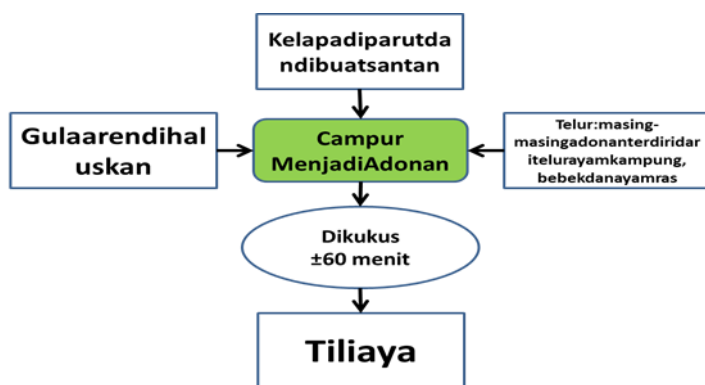 Kelapadiparutda
ndibuatsantan
Gulaarendihal
uskan
Campur
MenjadiAdonan
Telur:masing-
masingadonanterdiridar
itelurayamkampung,
bebekdanayamras
Dikukus
±60 menit
Tiliaya